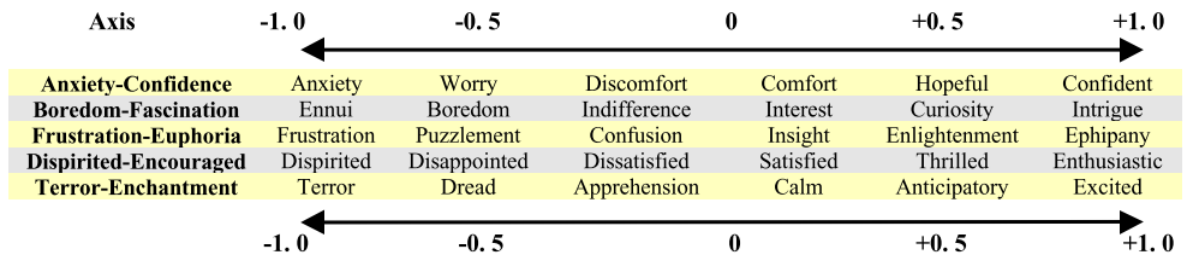 Axis -1. 0 -0. 5 0 +0. 5 +1. 0
Anxiety-Confidence Anxiety Worry Discomfort Comfort Hopeful Confident
Boredom-Fascination Ennui Boredom Indifference Interest Curiosity Intrigue
Frustration-Euphoria Frustration Puzzlement Confusion Insight Enlightenment Ephipany
Dispirited-Encouraged Dispirited Disappointed Dissatisfied Satisfied Thrilled Enthusiastic
Terror-Enchantment Terror Dread Apprehension Calm Anticipatory Excited
-1. 0 -0. 5 0 +0. 5 +1. 0